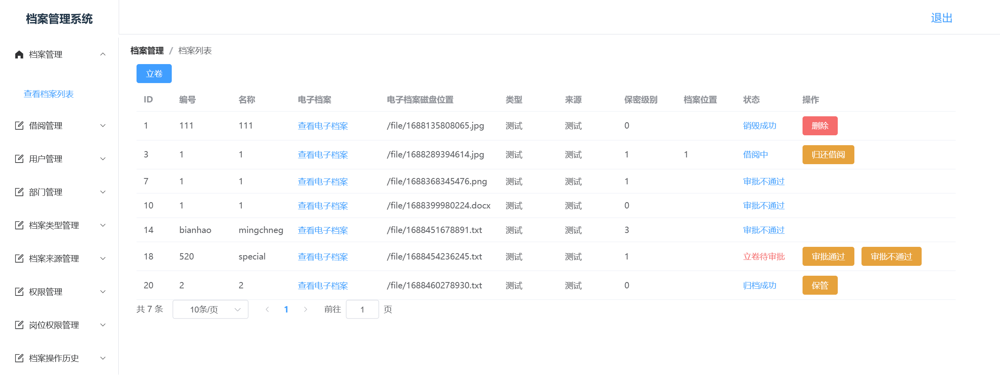 档案管理系统
退出
档案管理
查看档案列表
借阅管理
用户管理
部门管理
档案类型管理
档案来源管理
权限管理
岗位权限管理
档案操作历史
档案管理 / 档案列表
立卷
ID 编号 名称 电子档案 电子档案磁盘位置 类型 来源 保密级别 档案位置 状态 操作
1 111 111 查看电子档案 /file/1688135808065.jpg 测试 测试 0 销毁成功 删除
3 1 1 查看电子档案 /file/1688289394614.jpg 测试 测试 1 1 借阅中 归还借阅
7 1 1 查看电子档案 /file/1688368345476.png 测试 测试 1 审批不通过
10 1 1 查看电子档案 /file/1688399980224.docx 测试 测试 0 审批不通过
14 bianhao mingchneg 查看电子档案 /file/1688451678891.txt 测试 测试 3 审批不通过
18 520 special 查看电子档案 /file/1688454236245.txt 测试 测试 1 立卷待审批 审批通过 审批不通过
20 2 2 查看电子档案 /file/1688460278930.txt 测试 测试 0 归档成功 保管
共 7 条 10条/页 1 前往 1 页